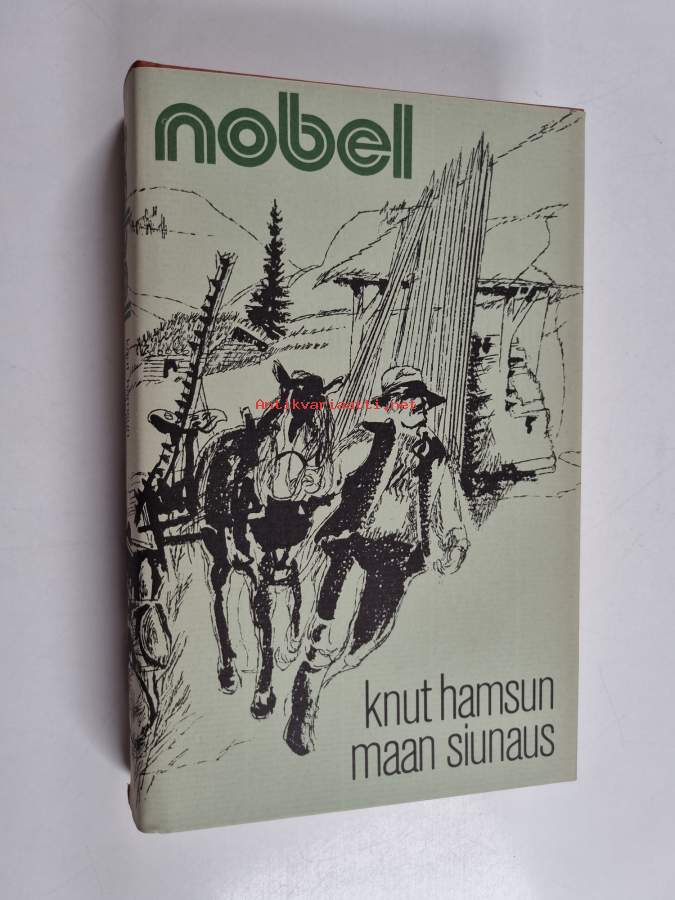 nobel
Antikvariaatti.net
knut hamsun
maan siunaus